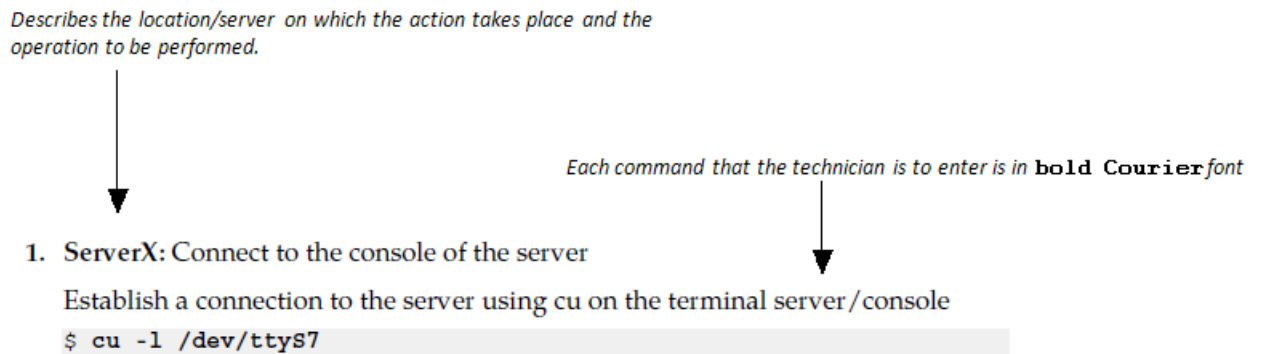 Describes the location/server on which the action takes place and the
operation to be performed.
Each command that the technician is to enter is in bold Courier font
1. ServerX: Connect to the console of the server
Establish a connection to the server using cu on the terminal server/console
$ cu -l /dev/ttyS7